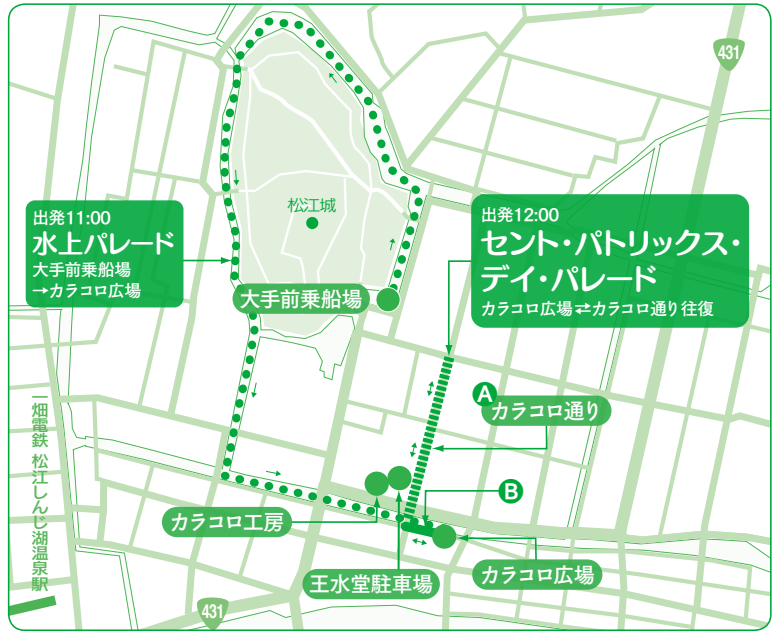 431
松江城
出発11:00
水上パレード
大手前乗船場
→カラコロ広場
出発12:00
セント・パトリックス・
デイ・パレード
カラコロ広場⇄カラコロ通り往復
大手前乗船場
A
カラコロ通り
B
カラコロ工房
王水堂駐車場
カラコロ広場
一畑電鉄 松江しんじ湖温泉駅
431